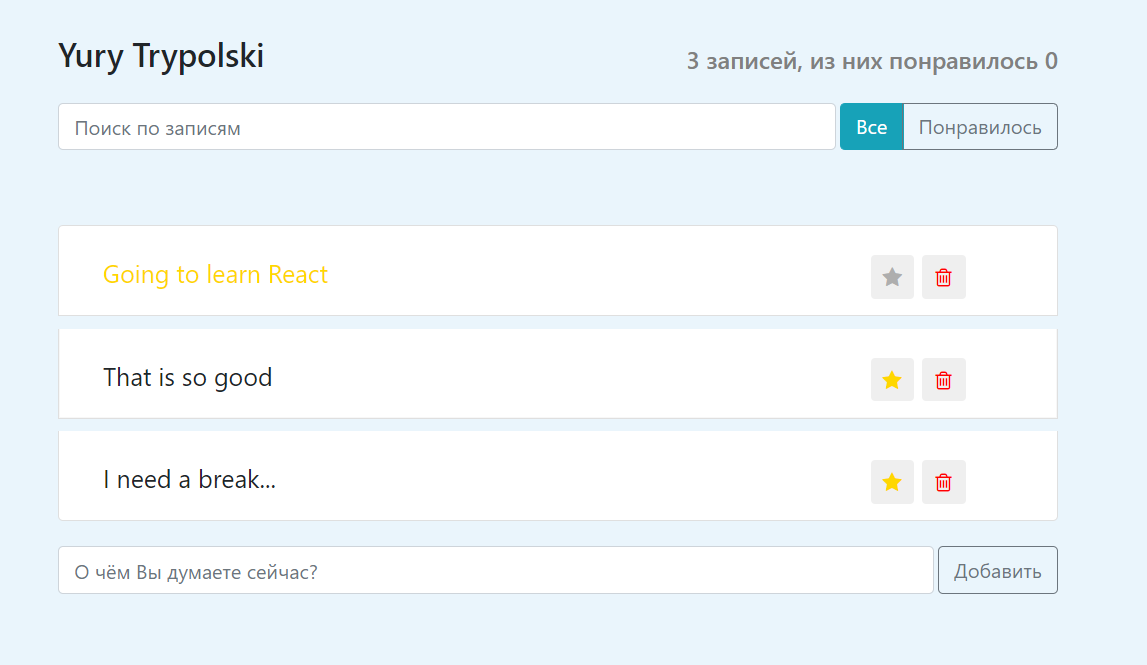 Yury Trypolski
3 записей, из них понравилось 0
Поиск по записям
Все
Понравилось
Going to learn React
That is so good
I need a break...
О чём Вы думаете сейчас?
Добавить